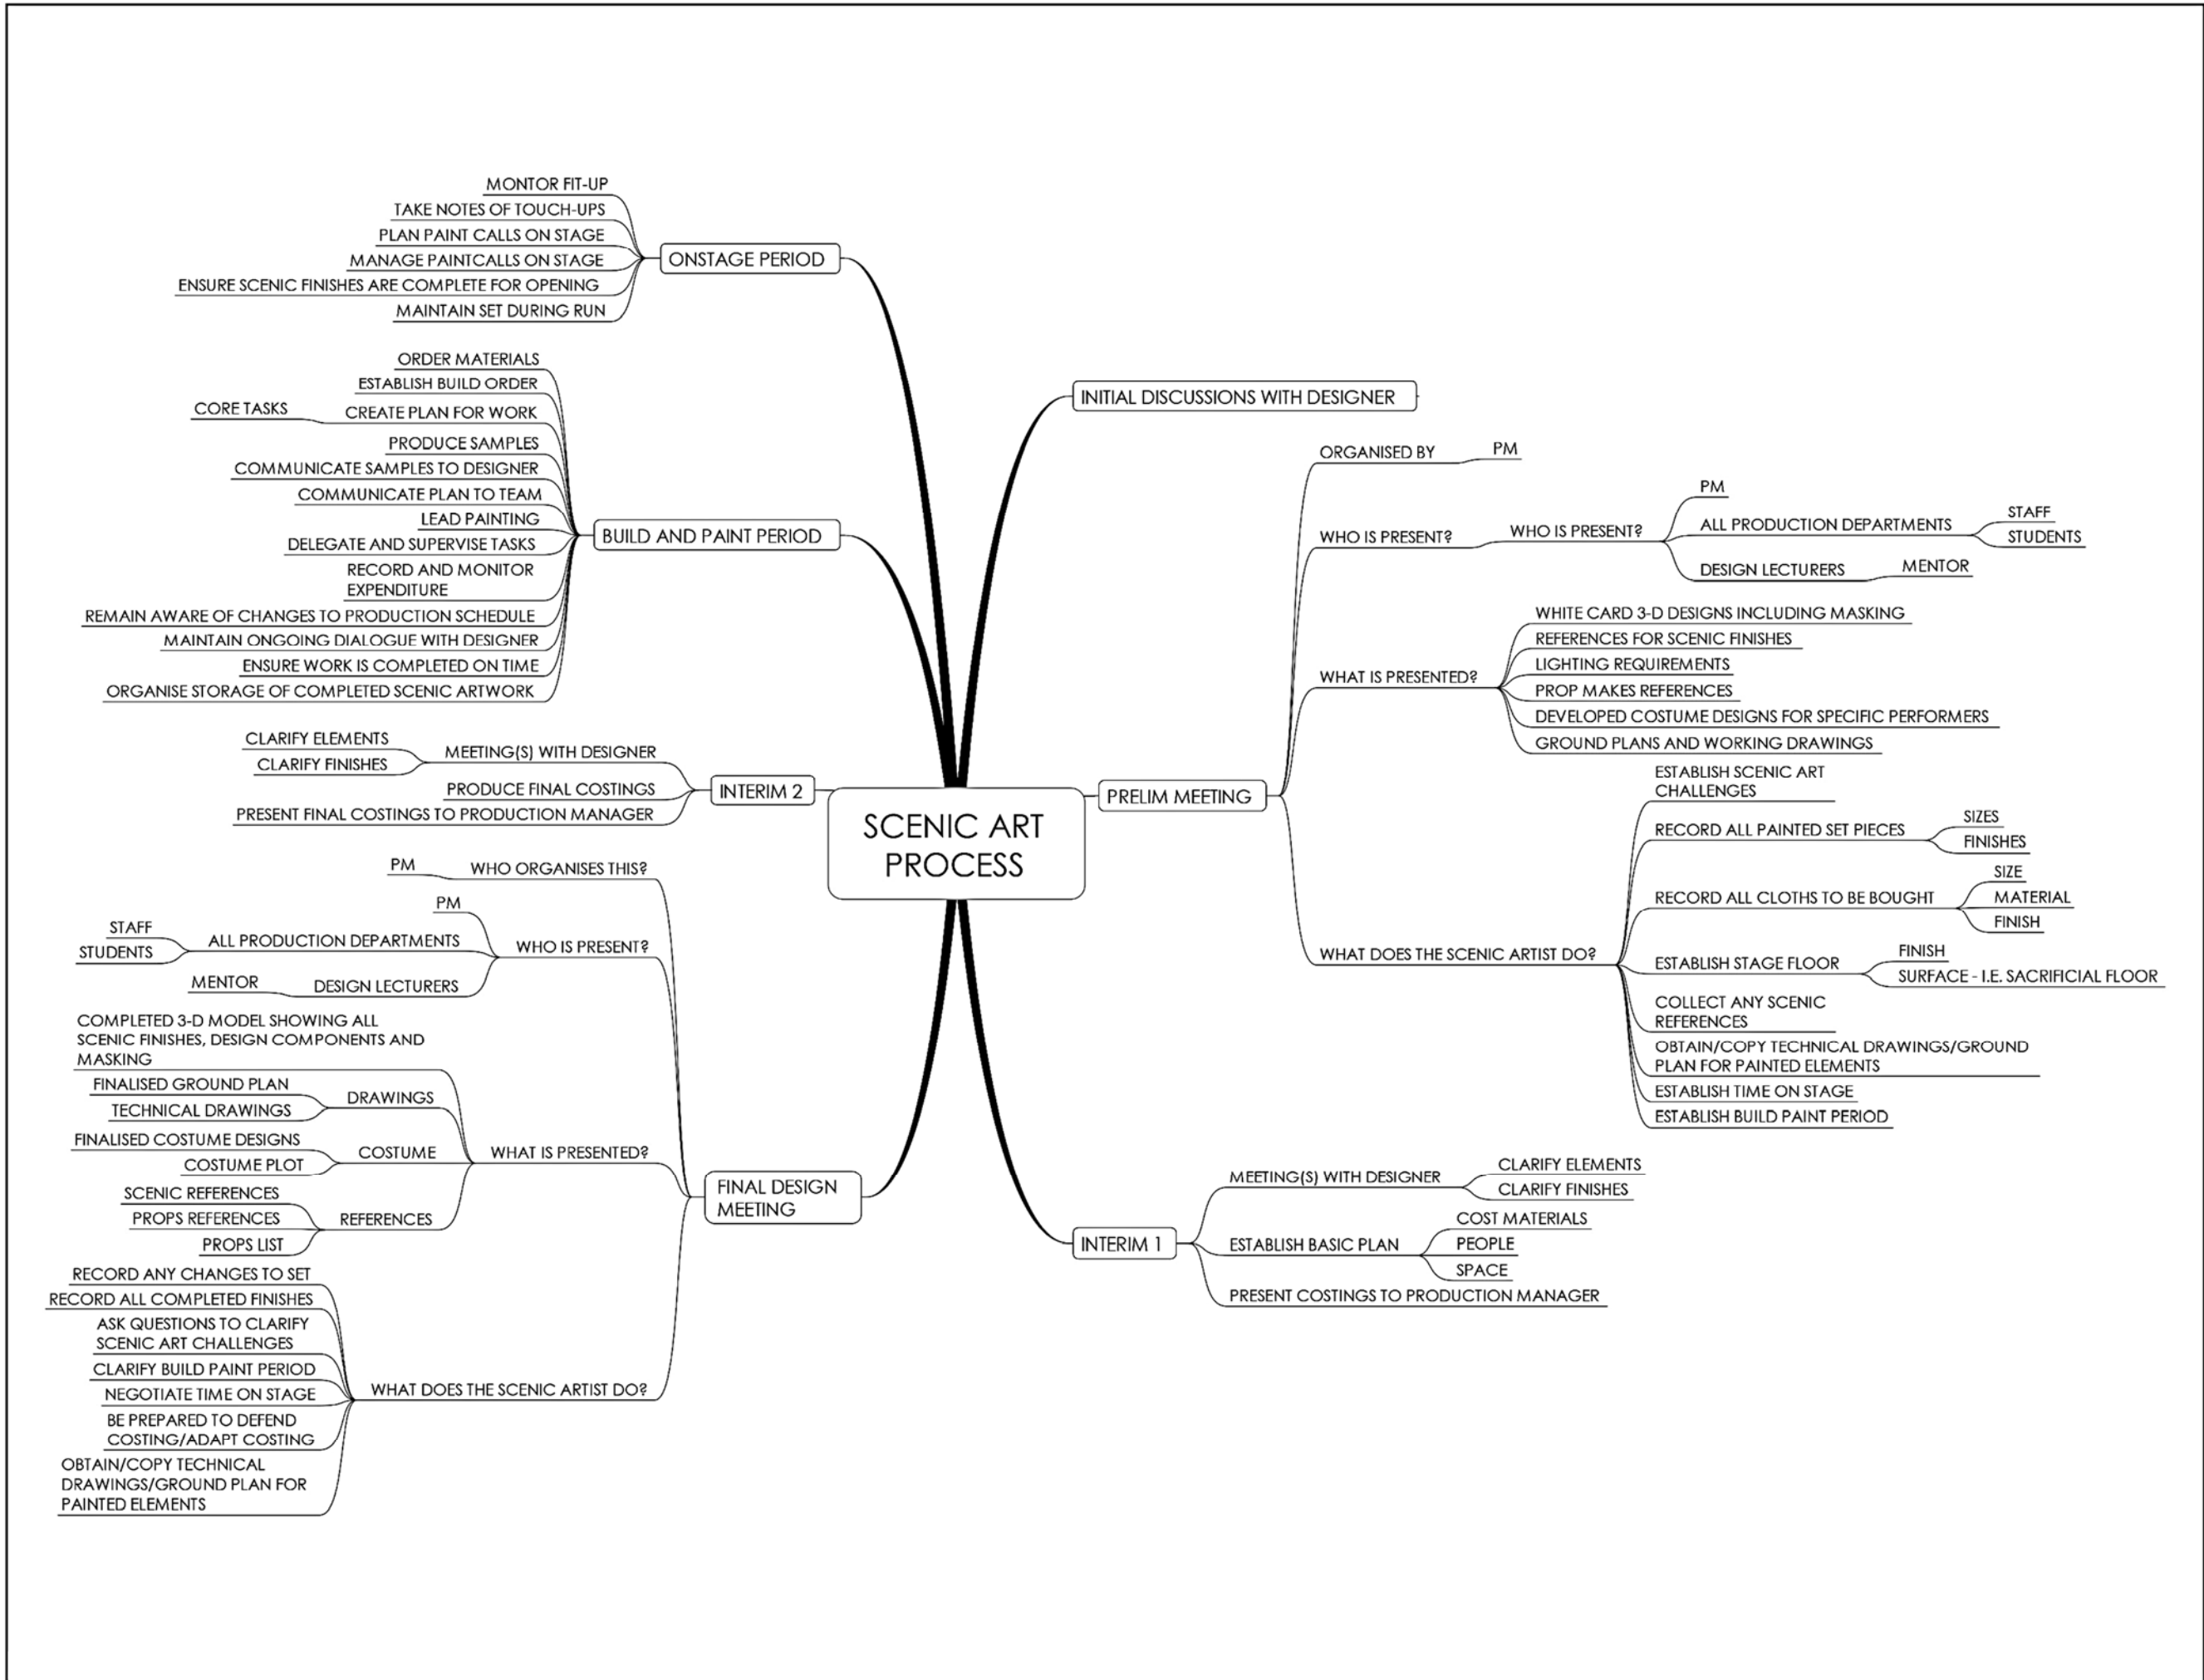 SCENIC ART
PROCESS
INITIAL DISCUSSIONS WITH DESIGNER
PRELIM MEETING
ORGANISED BY
PM
WHO IS PRESENT?
WHO IS PRESENT?
PM
ALL PRODUCTION DEPARTMENTS
STAFF
STUDENTS
DESIGN LECTURERS
MENTOR
WHAT IS PRESENTED?
WHITE CARD 3-D DESIGNS INCLUDING MASKING
REFERENCES FOR SCENIC FINISHES
LIGHTING REQUIREMENTS
PROP MAKES REFERENCES
DEVELOPED COSTUME DESIGNS FOR SPECIFIC PERFORMERS
GROUND PLANS AND WORKING DRAWINGS
WHAT DOES THE SCENIC ARTIST DO?
ESTABLISH SCENIC ART
CHALLENGES
RECORD ALL PAINTED SET PIECES
SIZES
FINISHES
RECORD ALL CLOTHS TO BE BOUGHT
SIZE
MATERIAL
FINISH
ESTABLISH STAGE FLOOR
FINISH
SURFACE - I.E. SACRIFICIAL FLOOR
COLLECT ANY SCENIC
REFERENCES
OBTAIN/COPY TECHNICAL DRAWINGS/GROUND
PLAN FOR PAINTED ELEMENTS
ESTABLISH TIME ON STAGE
ESTABLISH BUILD PAINT PERIOD
INTERIM 1
MEETING(S) WITH DESIGNER
CLARIFY ELEMENTS
CLARIFY FINISHES
ESTABLISH BASIC PLAN
COST MATERIALS
PEOPLE
SPACE
PRESENT COSTINGS TO PRODUCTION MANAGER
FINAL DESIGN
MEETING
WHO ORGANISES THIS?
PM
WHO IS PRESENT?
PM
ALL PRODUCTION DEPARTMENTS
STAFF
STUDENTS
DESIGN LECTURERS
MENTOR
WHAT IS PRESENTED?
COMPLETED 3-D MODEL SHOWING ALL
SCENIC FINISHES, DESIGN COMPONENTS AND
MASKING
DRAWINGS
FINALISED GROUND PLAN
TECHNICAL DRAWINGS
COSTUME
FINALISED COSTUME DESIGNS
COSTUME PLOT
REFERENCES
SCENIC REFERENCES
PROPS REFERENCES
PROPS LIST
WHAT DOES THE SCENIC ARTIST DO?
RECORD ANY CHANGES TO SET
RECORD ALL COMPLETED FINISHES
ASK QUESTIONS TO CLARIFY
SCENIC ART CHALLENGES
CLARIFY BUILD PAINT PERIOD
NEGOTIATE TIME ON STAGE
BE PREPARED TO DEFEND
COSTING/ADAPT COSTING
OBTAIN/COPY TECHNICAL
DRAWINGS/GROUND PLAN FOR
PAINTED ELEMENTS
INTERIM 2
MEETING(S) WITH DESIGNER
CLARIFY ELEMENTS
CLARIFY FINISHES
PRODUCE FINAL COSTINGS
PRESENT FINAL COSTINGS TO PRODUCTION MANAGER
BUILD AND PAINT PERIOD
ORDER MATERIALS
ESTABLISH BUILD ORDER
CREATE PLAN FOR WORK
CORE TASKS
PRODUCE SAMPLES
COMMUNICATE SAMPLES TO DESIGNER
COMMUNICATE PLAN TO TEAM
LEAD PAINTING
DELEGATE AND SUPERVISE TASKS
RECORD AND MONITOR
EXPENDITURE
REMAIN AWARE OF CHANGES TO PRODUCTION SCHEDULE
MAINTAIN ONGOING DIALOGUE WITH DESIGNER
ENSURE WORK IS COMPLETED ON TIME
ORGANISE STORAGE OF COMPLETED SCENIC ARTWORK
ONSTAGE PERIOD
MONTOR FIT-UP
TAKE NOTES OF TOUCH-UPS
PLAN PAINT CALLS ON STAGE
MANAGE PAINTCALLS ON STAGE
ENSURE SCENIC FINISHES ARE COMPLETE FOR OPENING
MAINTAIN SET DURING RUN